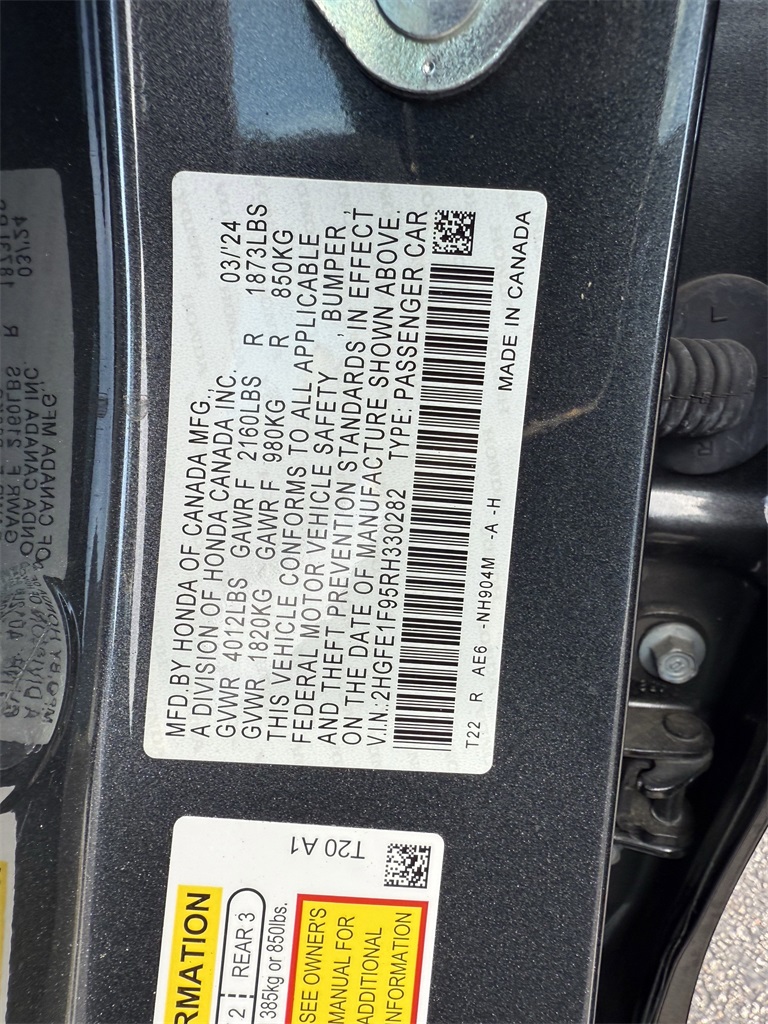 MFD.BY HONDA OF CANADA MFG., 03/'24
A DIVISION OF HONDA CANADA INC.
GVWR 4012LBS GAWR F 2160LBS R 1873LBS
GVWR 1820KG GAWR F 980KG R 850KG
THIS VEHICLE CONFORMS TO ALL APPLICABLE
FEDERAL MOTOR VEHICLE SAFETY, BUMPER,
AND THEFT PREVENTION STANDARDS IN EFFECT
ON THE DATE OF MANUFACTURE SHOWN ABOVE.
V.I.N.: 2HGFE1F95RH330282 TYPE: PASSENGER CAR
T22 R AE6 -NH904M -A -H MADE IN CANADA
T20 A1
RMATION
2 REAR 3
385kg or 850lbs.
SEE OWNER'S
MANUAL FOR
ADDITIONAL
INFORMATION
L
R